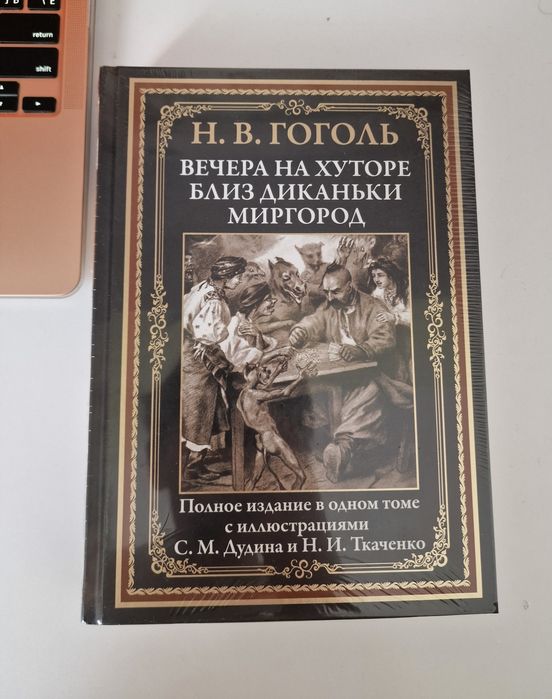 return
shift
Н. В. ГОГОЛЬ
ВЕЧЕРА НА ХУТОРЕ
БЛИЗ ДИКАНЬКИ
МИРГОРОД
Полное издание в одном томе
с иллюстрациями
С. М. Дудина и Н. И. Ткаченко